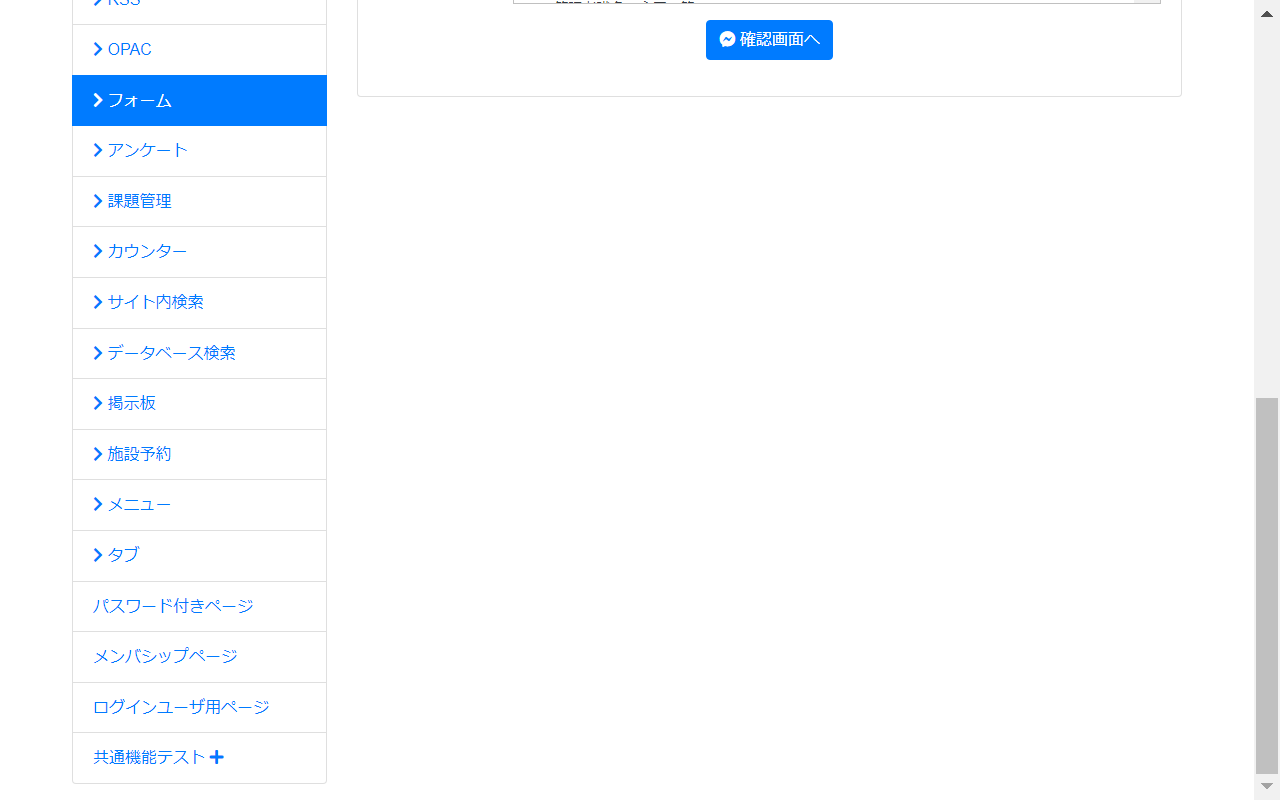 RSS
OPAC
フォーム
アンケート
課題管理
カウンター
サイト内検索
データベース検索
掲示板
施設予約
メニュー
タブ
パスワード付きページ
メンバシップページ
ログインユーザ用ページ
共通機能テスト
確認画面へ